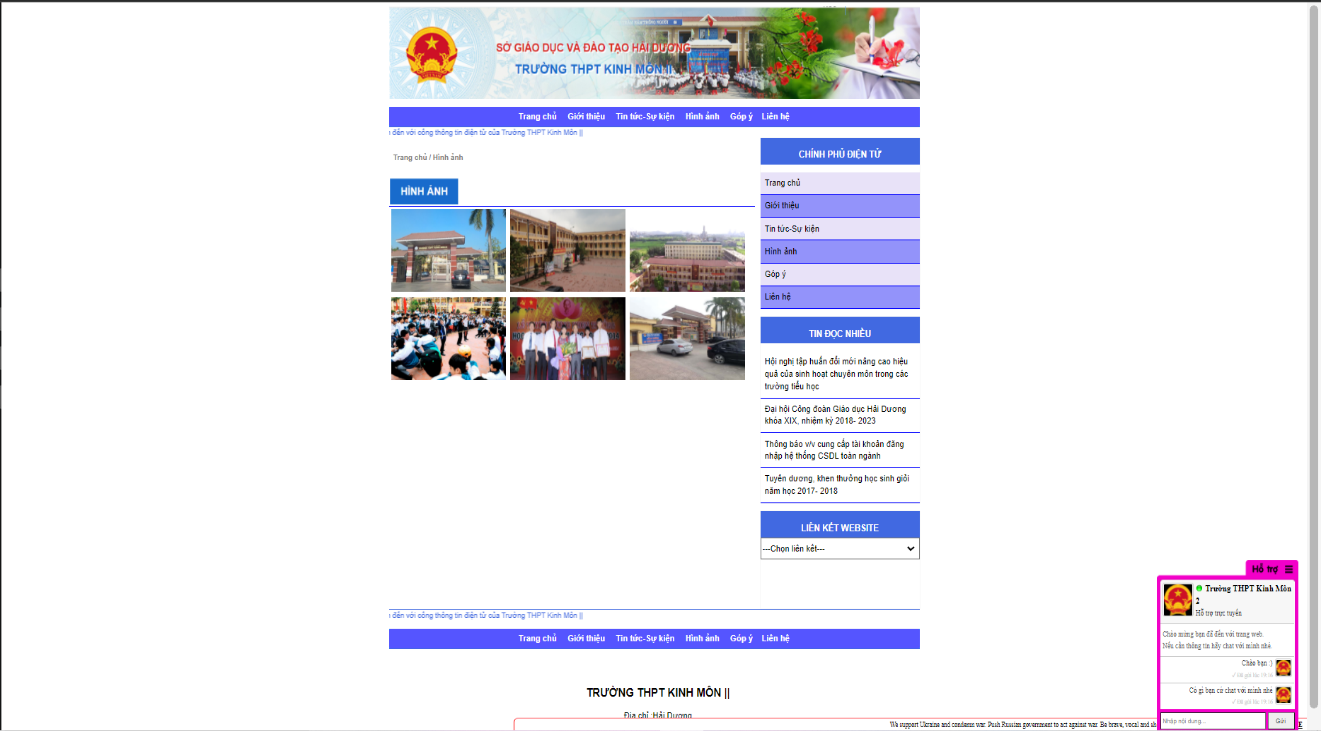 SỞ GIÁO DỤC VÀ ĐÀO TẠO HẢI DƯƠNG
TRƯỜNG THPT KINH MÔN II
Trang chủ Giới thiệu Tin tức-Sự kiện Hình ảnh Góp ý Liên hệ
đến với công thông tin điện tử của Trường THPT Kinh Môn ||
Trang chủ / Hình ảnh
HÌNH ẢNH
CHÍNH PHỦ ĐIỆN TỬ
Trang chủ
Giới thiệu
Tin tức-Sự kiện
Hình ảnh
Góp ý
Liên hệ
TIN ĐỌC NHIỀU
Hội nghị tập huấn đổi mới nâng cao hiệu
quả của sinh hoạt chuyên môn trong các
trường tiểu học
Đại hội Công đoàn Giáo dục Hải Dương
khóa XIX, nhiệm kỳ 2018- 2023
Thông báo v/v cung cấp tài khoản đăng
nhập hệ thống CSDL toàn ngành
Tuyên dương, khen thưởng học sinh giỏi
năm học 2017- 2018
LIÊN KẾT WEBSITE
---Chọn liên kết---
đến với công thông tin điện tử của Trường THPT Kinh Môn ||
Trang chủ Giới thiệu Tin tức-Sự kiện Hình ảnh Góp ý Liên hệ
TRƯỜNG THPT KINH MÔN ||
Địa chỉ :Hải Dương
We support Ukraine and condemn war. Push Russian government to act against war. Be brave, vocal and
Hỗ trợ
Trường THPT Kinh Môn
2
Hỗ trợ trực tuyến
Chào mừng bạn đã đến với trang web.
Nếu cần thông tin hãy chat với mình nhé.
Chào bạn :)
Có gì bạn cứ chat với mình nhé
Nhập nội dung...
Gửi